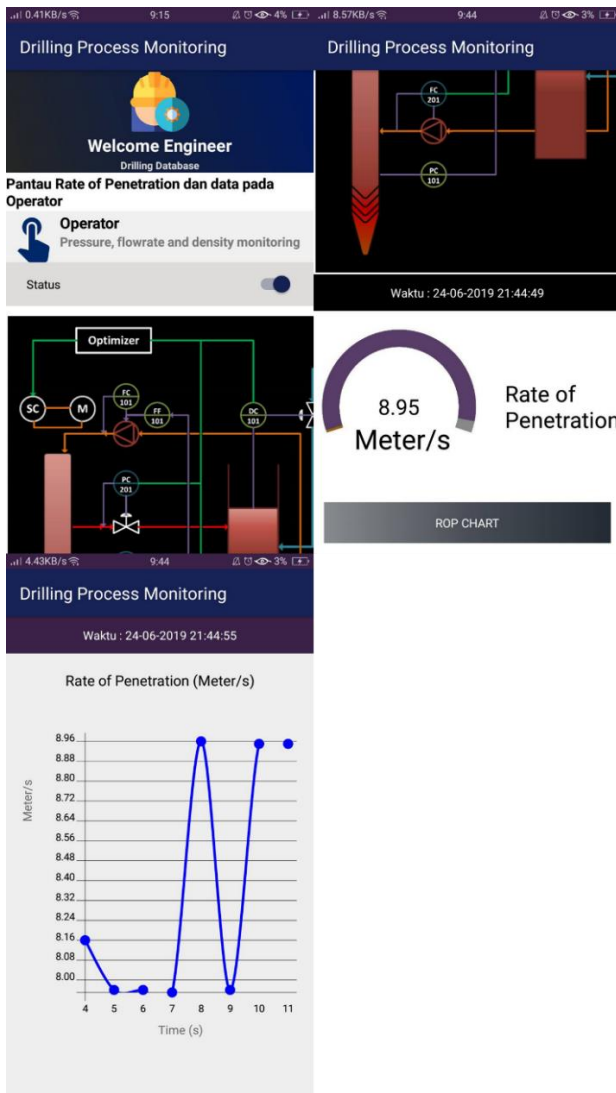 0.41KB/s 9:15 4%
Drilling Process Monitoring
Welcome Engineer
Drilling Database
Pantau Rate of Penetration dan data pada
Operator
Operator
Pressure, flowrate and density monitoring
Status
Optimizer
SC
M
FC
101
FF
101
DC
101
PC
201
8.57KB/s 9:44 3%
Drilling Process Monitoring
FC
201
PC
101
Waktu : 24-06-2019 21:44:49
8.95
Meter/s
Rate of
Penetration
ROP CHART
4.43KB/s 9:44 3%
Drilling Process Monitoring
Waktu : 24-06-2019 21:44:55
Rate of Penetration (Meter/s)
Meter/s
8.96
8.88
8.80
8.72
8.64
8.56
8.48
8.40
8.32
8.24
8.16
8.08
8.00
4 5 6 7 8 9 10 11
Time (s)